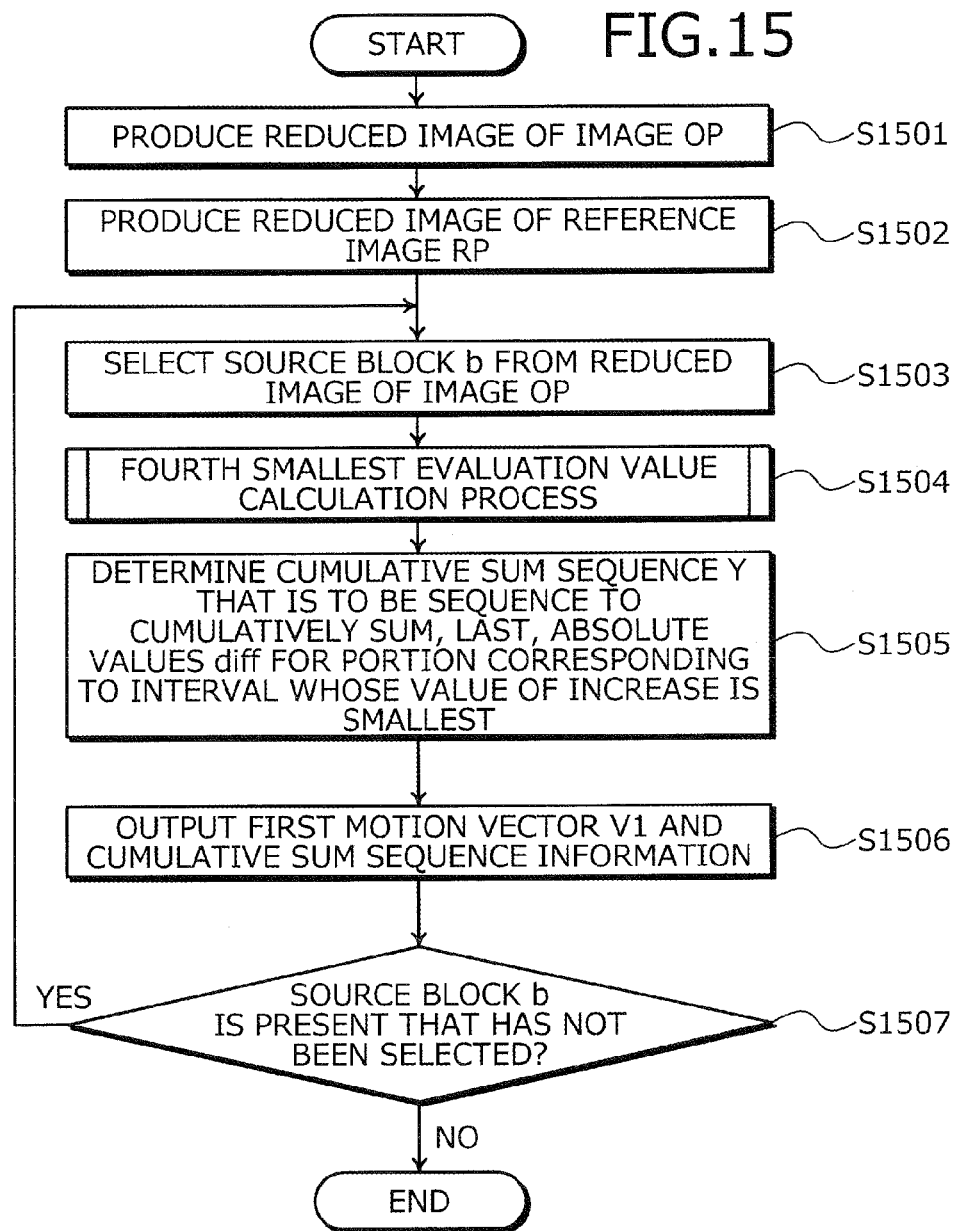 FIG.15
START
PRODUCE REDUCED IMAGE OF IMAGE OP
S1501
PRODUCE REDUCED IMAGE OF REFERENCE
IMAGE RP
S1502
SELECT SOURCE BLOCK b FROM REDUCED
IMAGE OF IMAGE OP
S1503
FOURTH SMALLEST EVALUATION VALUE
CALCULATION PROCESS
S1504
DETERMINE CUMULATIVE SUM SEQUENCE Y
THAT IS TO BE SEQUENCE TO
CUMULATIVELY SUM, LAST, ABSOLUTE
VALUES diff FOR PORTION CORRESPONDING
TO INTERVAL WHOSE VALUE OF INCREASE IS
SMALLEST
S1505
OUTPUT FIRST MOTION VECTOR V1 AND
CUMULATIVE SUM SEQUENCE INFORMATION
S1506
YES
SOURCE BLOCK b
IS PRESENT THAT HAS NOT
BEEN SELECTED?
S1507
NO
END